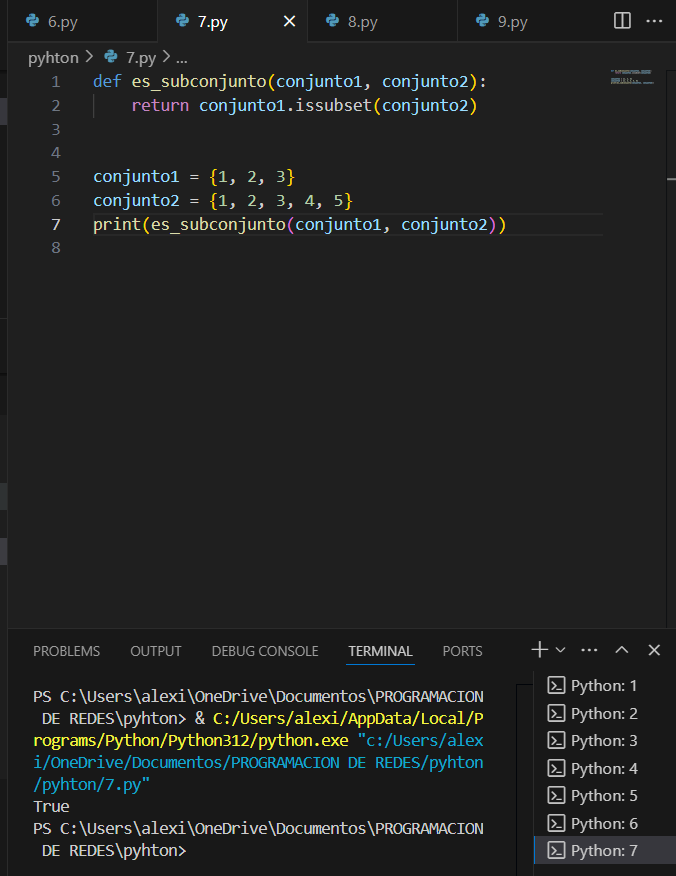 6.py 7.py 8.py 9.py
pyhton > 7.py > ...
1 def es_subconjunto(conjunto1, conjunto2):
2     return conjunto1.issubset(conjunto2)
3
4
5 conjunto1 = {1, 2, 3}
6 conjunto2 = {1, 2, 3, 4, 5}
7 print(es_subconjunto(conjunto1, conjunto2))
8
PROBLEMS OUTPUT DEBUG CONSOLE TERMINAL PORTS
PS C:\Users\alexi\OneDrive\Documentos\PROGRAMACION
DE REDES\pyhton> & C:/Users/alexi/AppData/Local/P
rograms/Python/Python312/python.exe "c:/Users/alex
i/OneDrive/Documentos/PROGRAMACION DE REDES/pyhton
/pyhton/7.py"
True
PS C:\Users\alexi\OneDrive\Documentos\PROGRAMACION
DE REDES\pyhton>
Python: 1
Python: 2
Python: 3
Python: 4
Python: 5
Python: 6
Python: 7